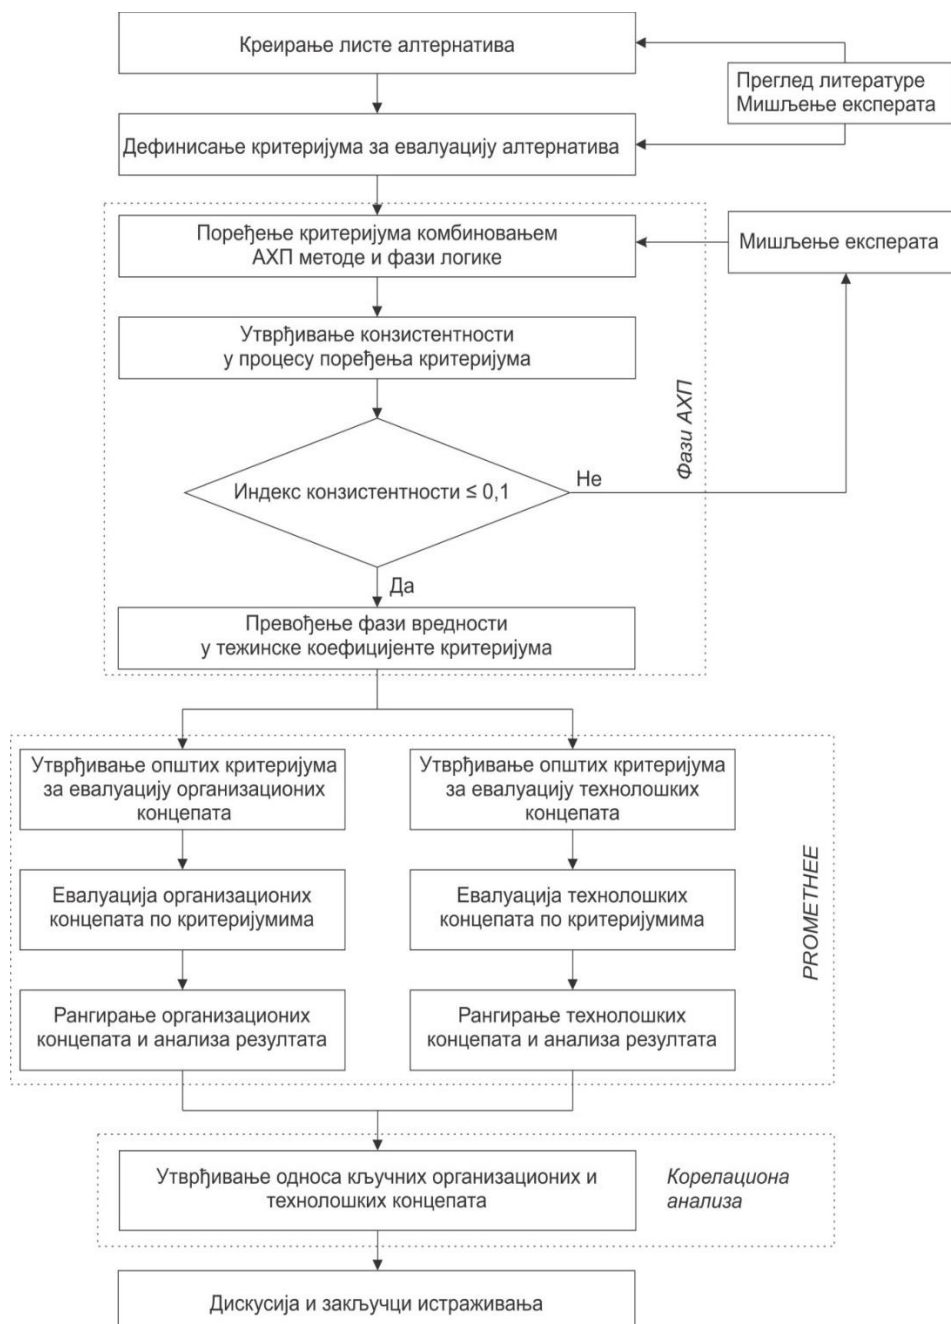 Креирање листе алтернатива
Преглед литературе
Мишљење експерата
Дефинисање критеријума за евалуацију алтернатива
Поређење критеријума комбиновањем
АХП методе и фази логике
Мишљење експерата
Утврђивање конзистентности
у процесу поређења критеријума
Фази АХП
Индекс конзистентности ≤ 0,1
Не
Да
Превођење фази вредности
у тежинске коефицијенте критеријума
Утврђивање општих критеријума
за евалуацију организационих
концепата
Утврђивање општих критеријума
за евалуацију технолошких
концепата
Евалуација организационих
концепата по критеријумима
Евалуација технолошких
концепата по критеријумима
PROMETHEE
Рангирање организационих
концепата и анализа резултата
Рангирање технолошких
концепата и анализа резултата
Утврђивање односа кључних организационих и
технолошких концепата
Корелациона
анализа
Дискусија и закључци истраживања